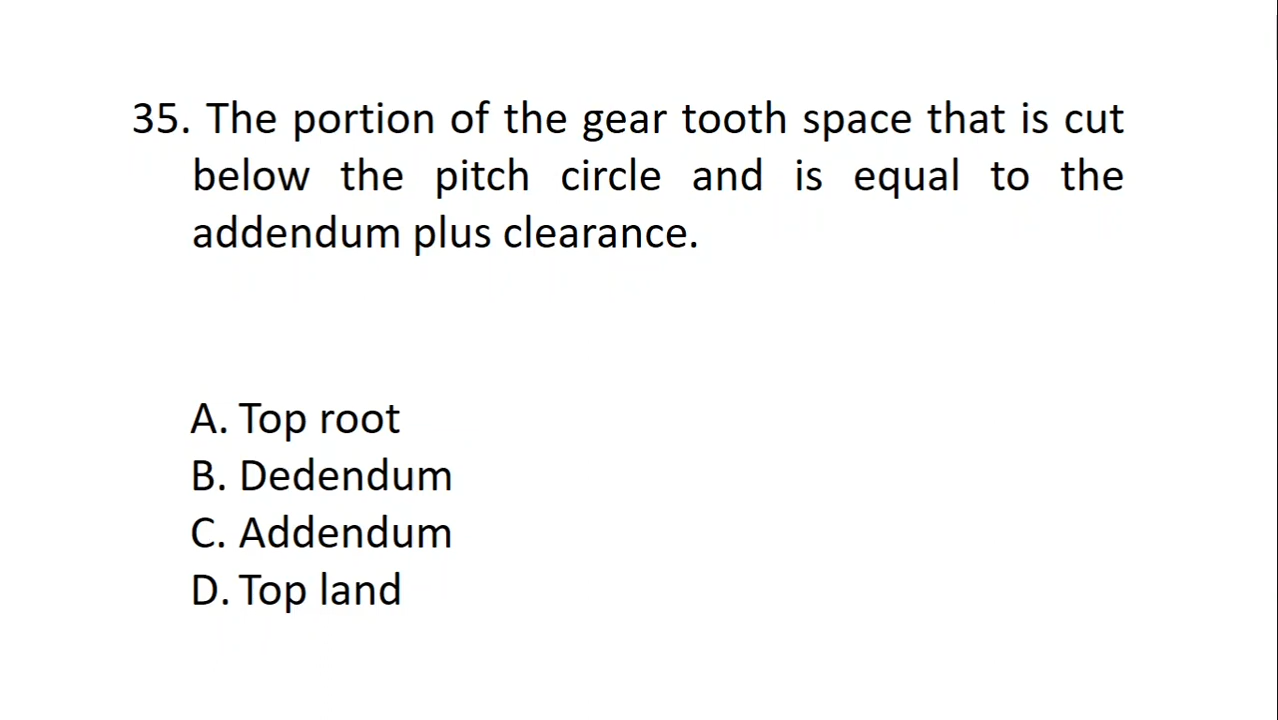 35. The portion of the gear tooth space that is cut
below the pitch circle and is equal to the
addendum plus clearance.
A. Top root
B. Dedendum
C. Addendum
D. Top land